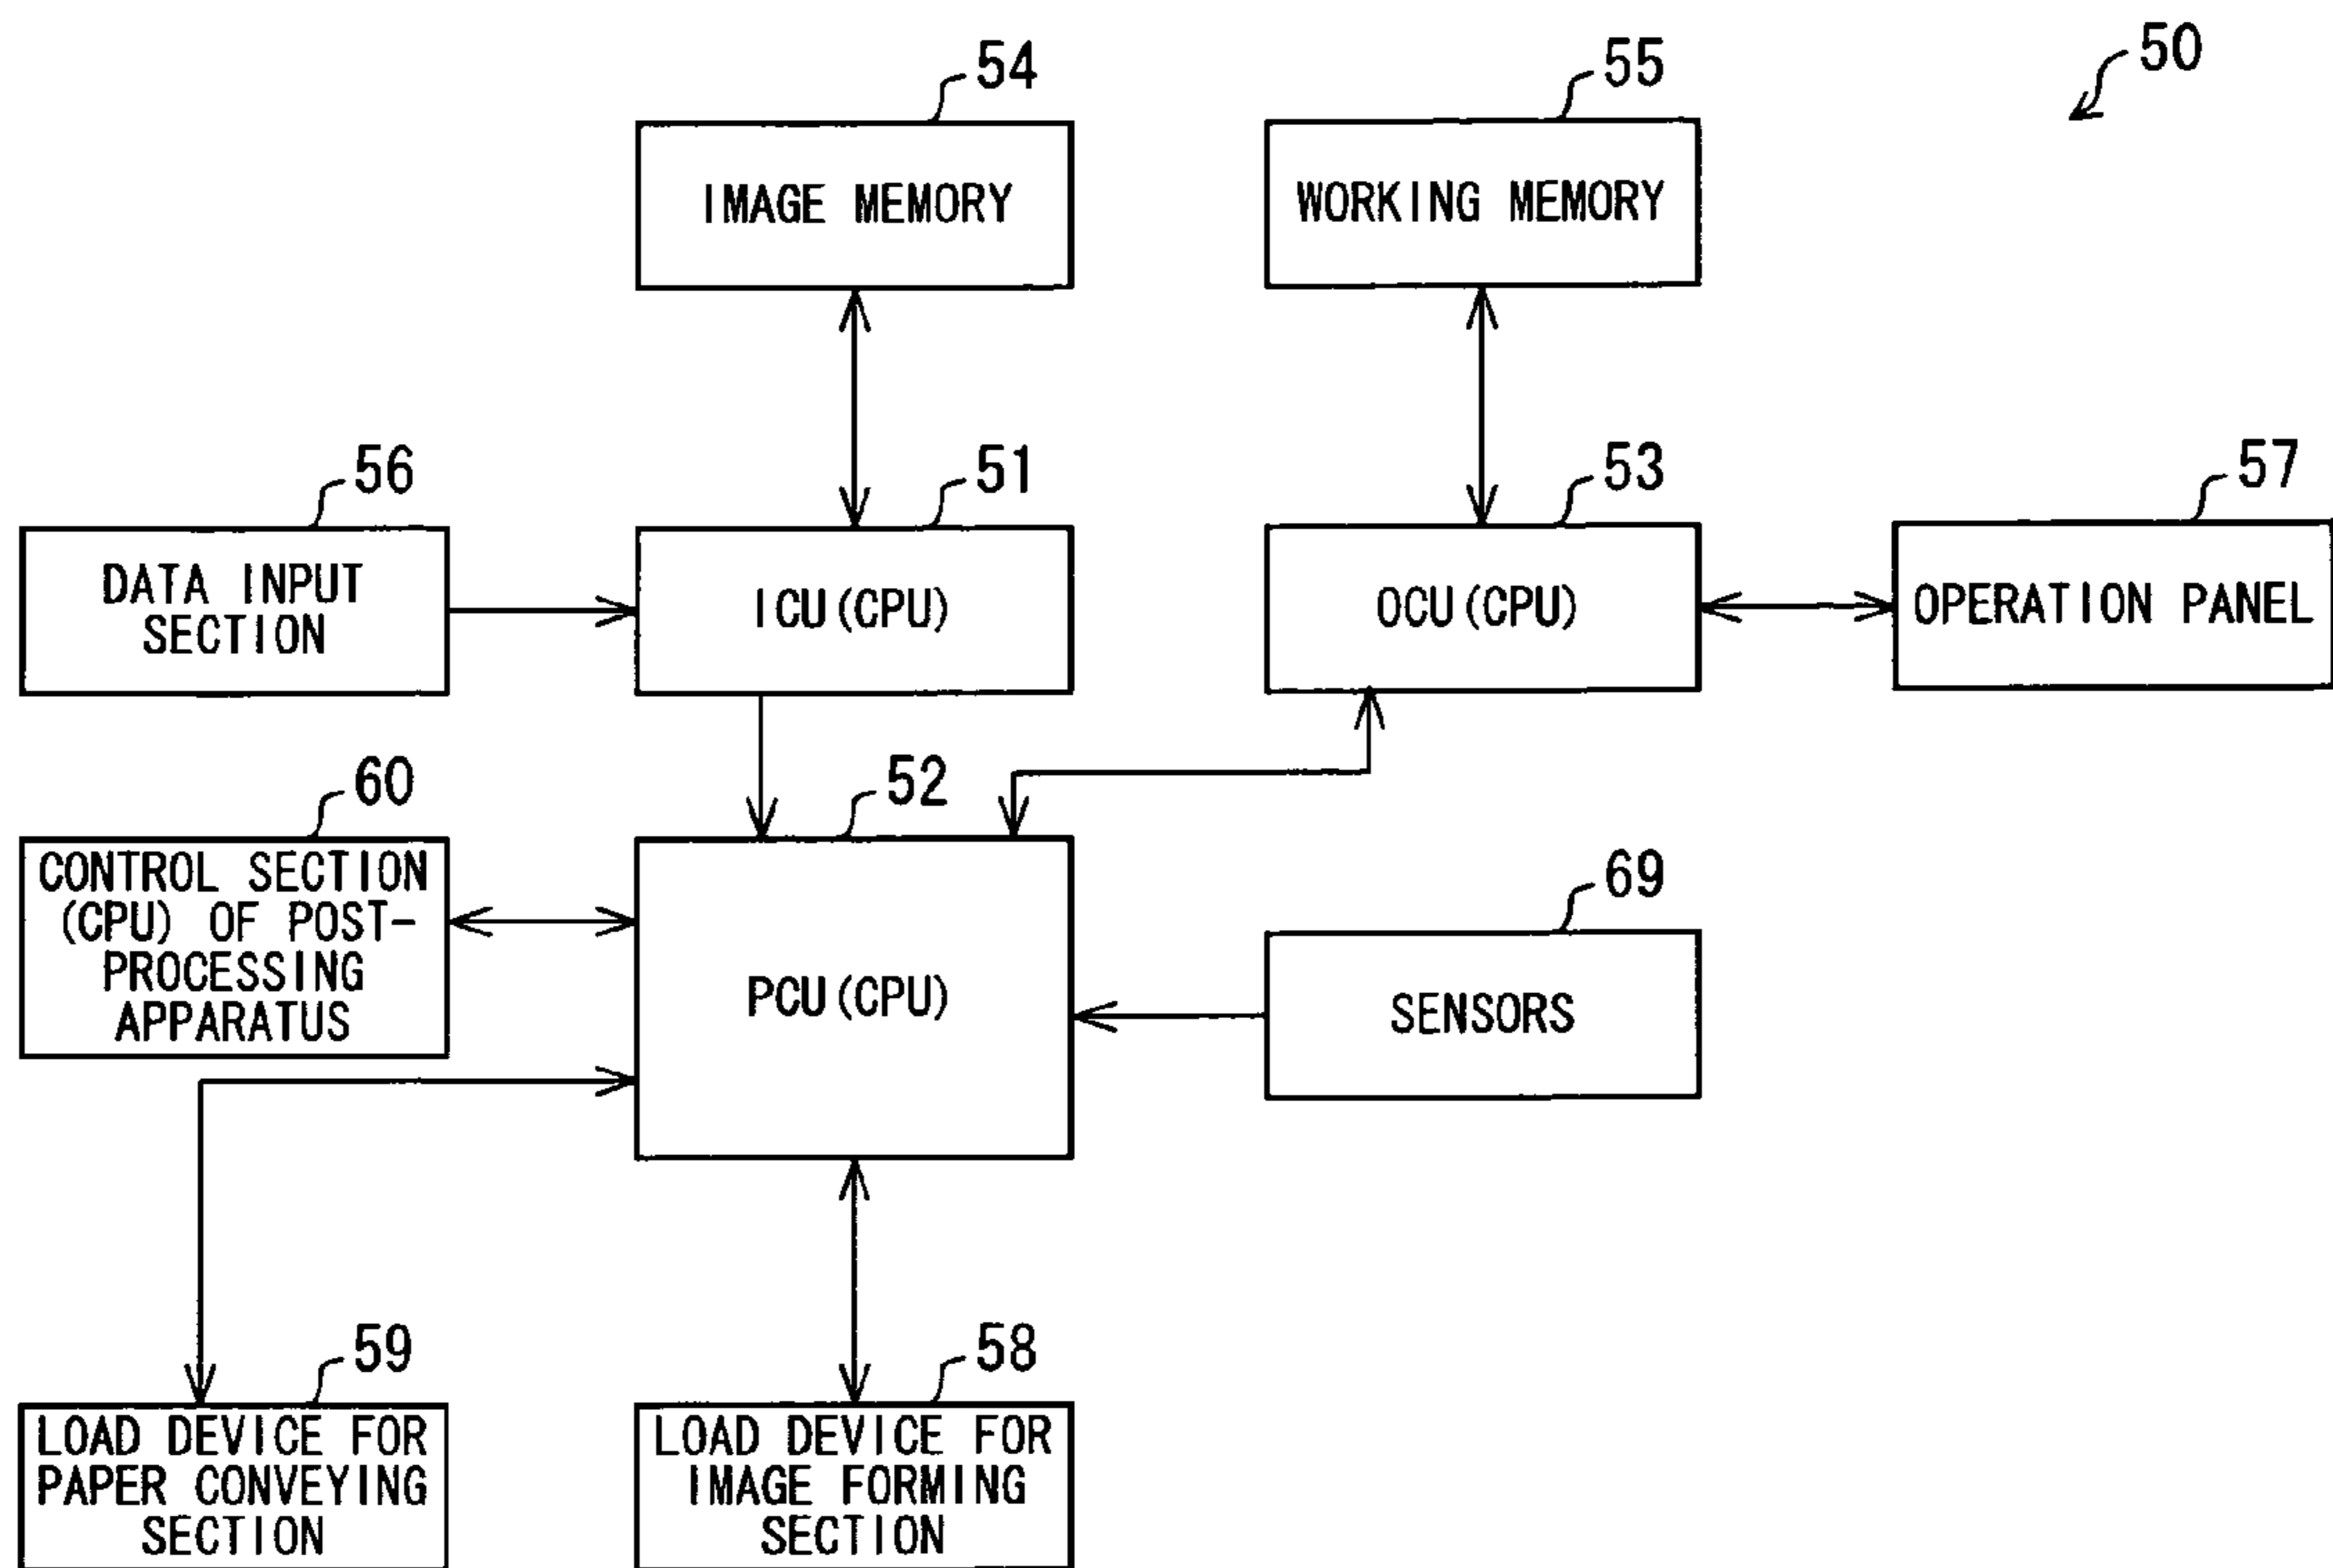 50
54
IMAGE MEMORY
55
WORKING MEMORY
56
DATA INPUT
SECTION
51
ICU(CPU)
53
OCU(CPU)
57
OPERATION PANEL
60
CONTROL SECTION
(CPU) OF POST-
PROCESSING
APPARATUS
52
PCU(CPU)
69
SENSORS
59
LOAD DEVICE FOR
PAPER CONVEYING
SECTION
58
LOAD DEVICE FOR
IMAGE FORMING
SECTION